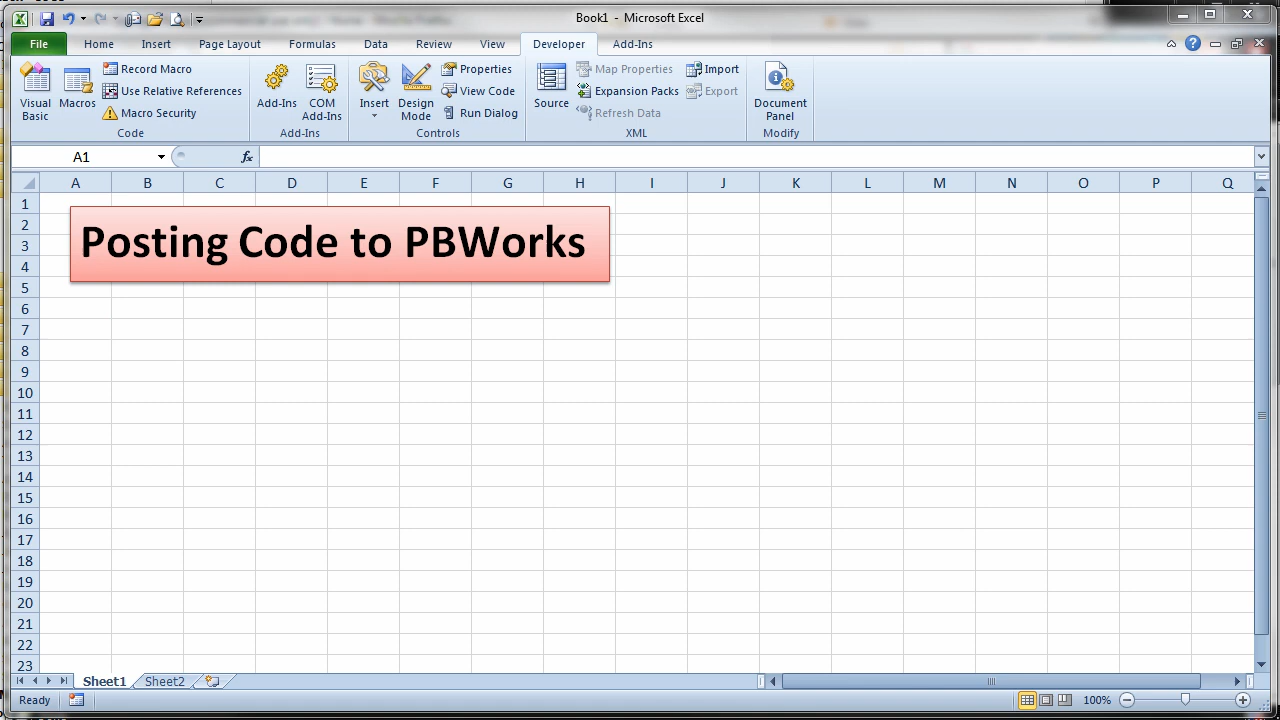 Book1 - Microsoft Excel
File Home Insert Page Layout Formulas Data Review View Developer Add-Ins
Record Macro Properties Map Properties Import
Use Relative References View Code Expansion Packs Export
Visual Basic Macros Add-Ins COM Add-Ins Insert Design Mode Source Document Panel
Macro Security Run Dialog Refresh Data
Code Add-Ins Controls XML Modify
A1 fx
A B C D E F G H I J K L M N O P Q
1
2
3
4
5
6
7
8
9
10
11
12
13
14
15
16
17
18
19
20
21
22
23
Posting Code to PBWorks
Sheet1 Sheet2
Ready 100%